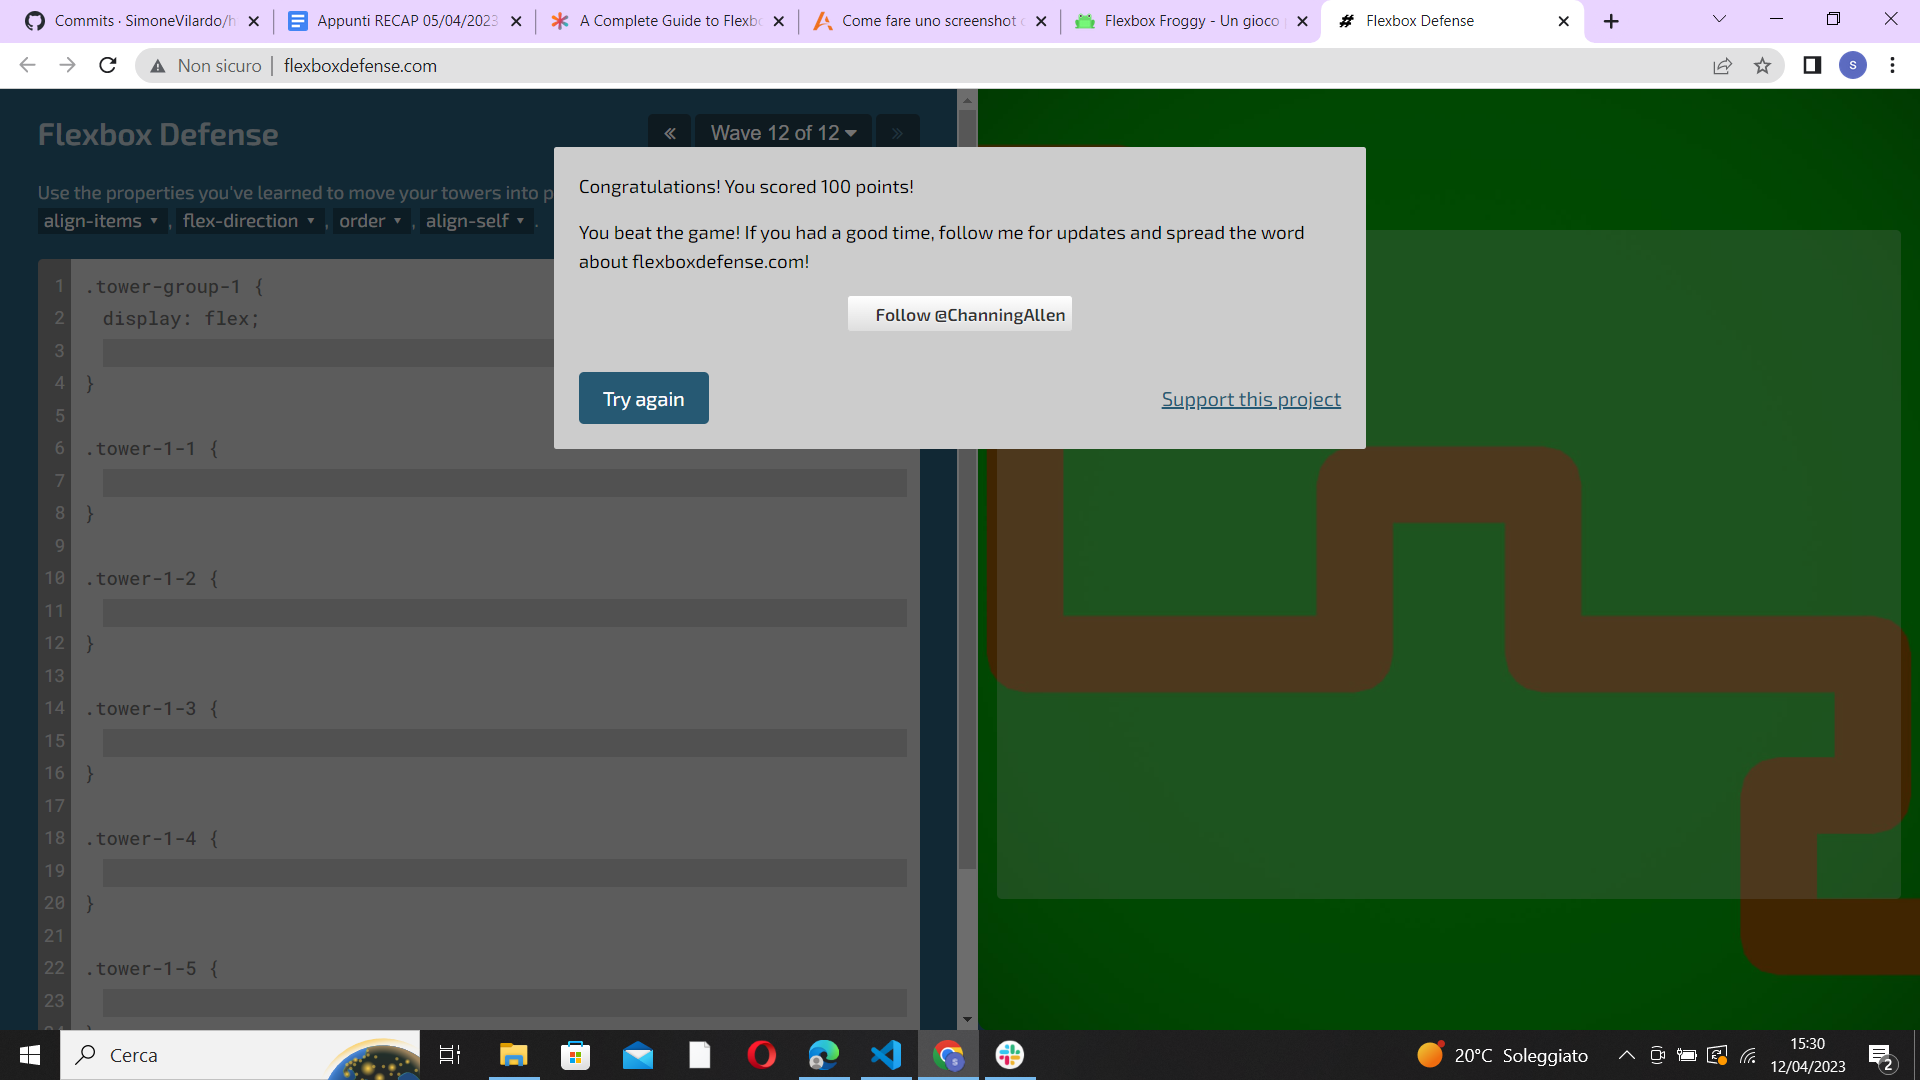 Commits · SimoneVilardo/h
Appunti RECAP 05/04/2023
A Complete Guide to Flexbo
Come fare uno screenshot
Flexbox Froggy - Un gioco
Flexbox Defense
Non sicuro
flexboxdefense.com
S
Flexbox Defense
«
Wave 12 of 12
»
Use the properties you've learned to move your towers into p
align-items ▼ , flex-direction ▼ , order ▼ , align-self ▼ .
Congratulations! You scored 100 points!
You beat the game! If you had a good time, follow me for updates and spread the word
about flexboxdefense.com!
Follow @ChanningAllen
Try again
Support this project
1 .tower-group-1 {
2 display: flex;
3
4 }
5
6 .tower-1-1 {
7
8 }
9
10 .tower-1-2 {
11
12 }
13
14 .tower-1-3 {
15
16 }
17
18 .tower-1-4 {
19
20 }
21
22 .tower-1-5 {
23
Cerca
20°C Soleggiato
15:30
12/04/2023
2